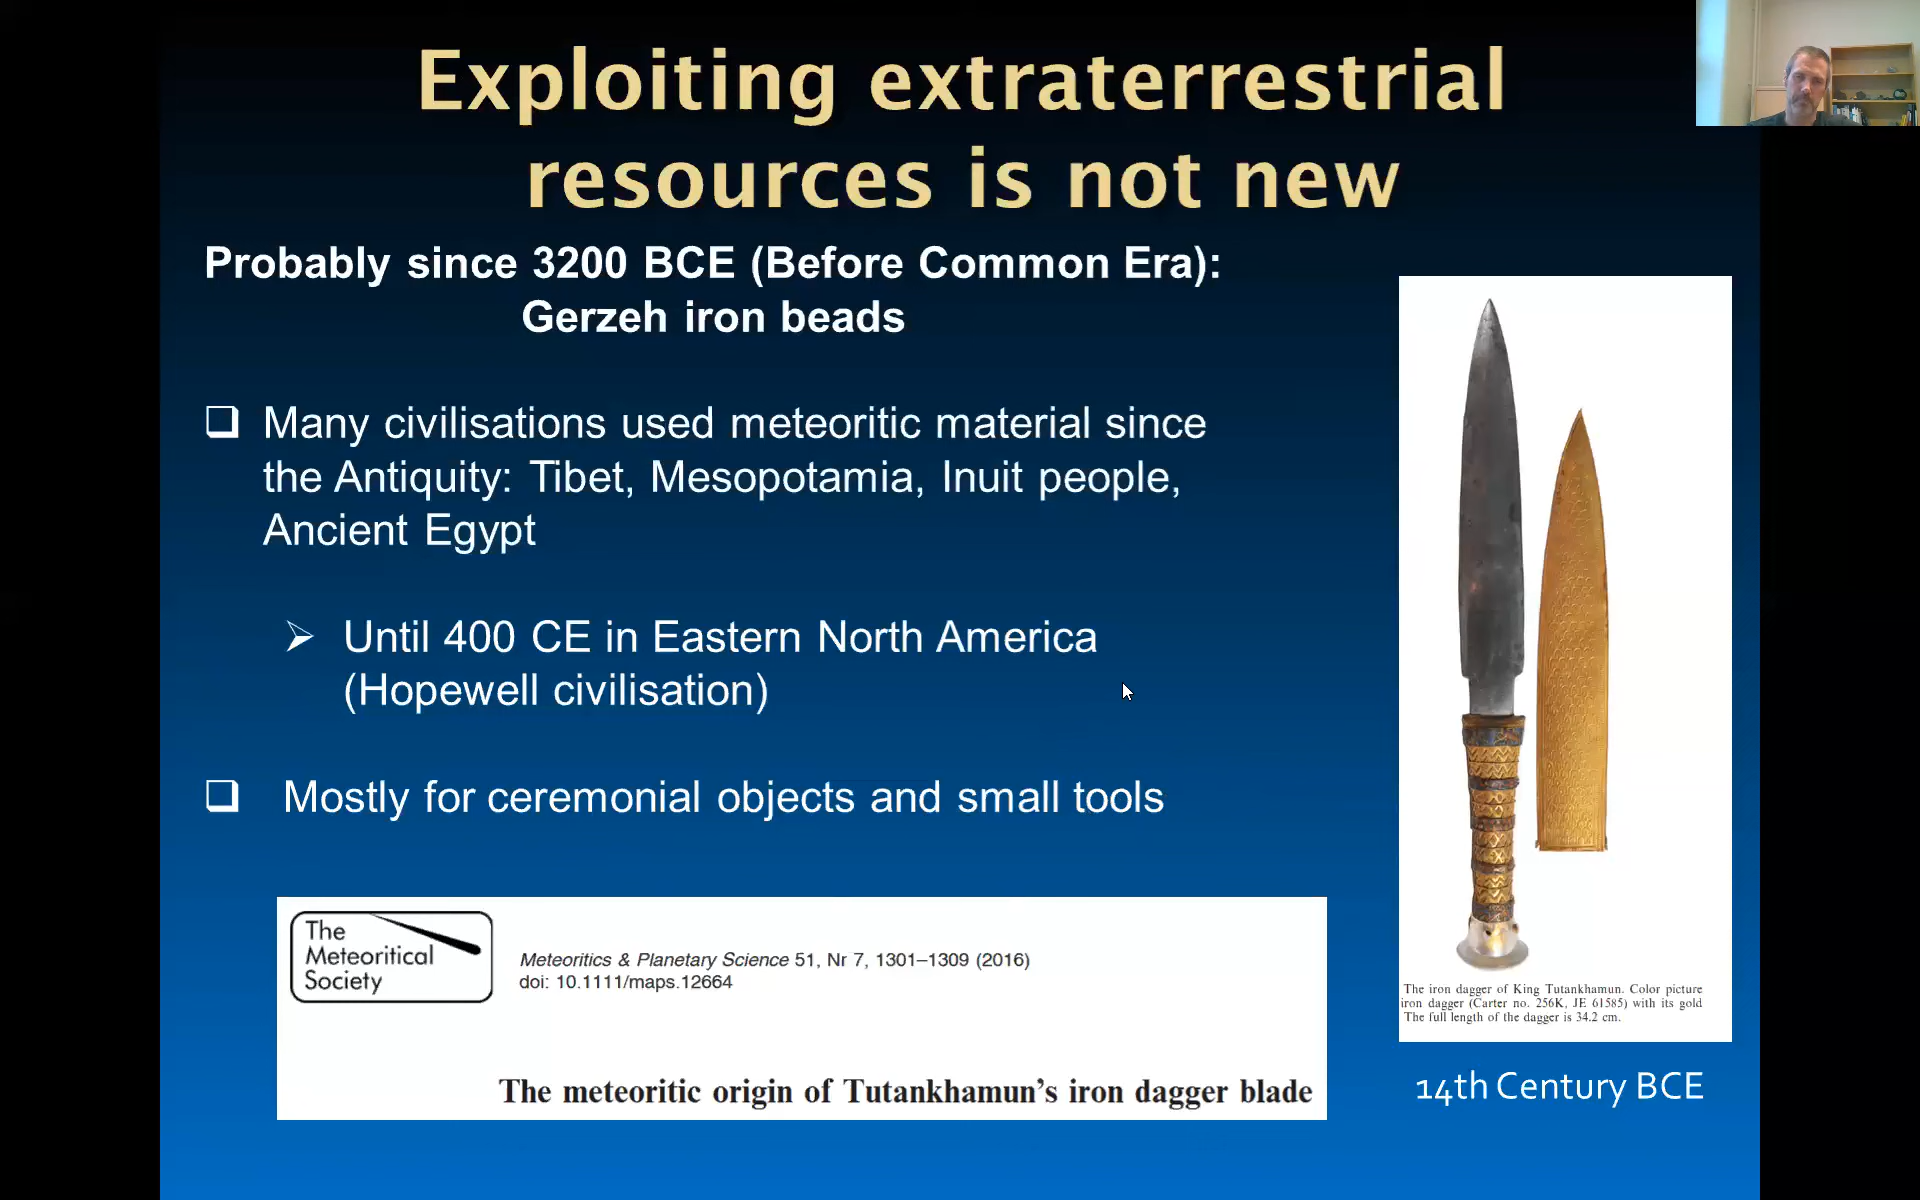 Exploiting extraterrestrial
resources is not new
Probably since 3200 BCE (Before Common Era):
Gerzeh iron beads
❑ Many civilisations used meteoritic material since
the Antiquity: Tibet, Mesopotamia, Inuit people,
Ancient Egypt
➢ Until 400 CE in Eastern North America
(Hopewell civilisation)
❑ Mostly for ceremonial objects and small tools
The
Meteoritical
Society
Meteoritics & Planetary Science 51, Nr 7, 1301–1309 (2016)
doi: 10.1111/maps.12664
The meteoritic origin of Tutankhamun's iron dagger blade
The iron dagger of King Tutankhamun. Color picture
iron dagger (Carter no. 256K, JE 61585) with its gold
The full length of the dagger is 34.2 cm.
14th Century BCE